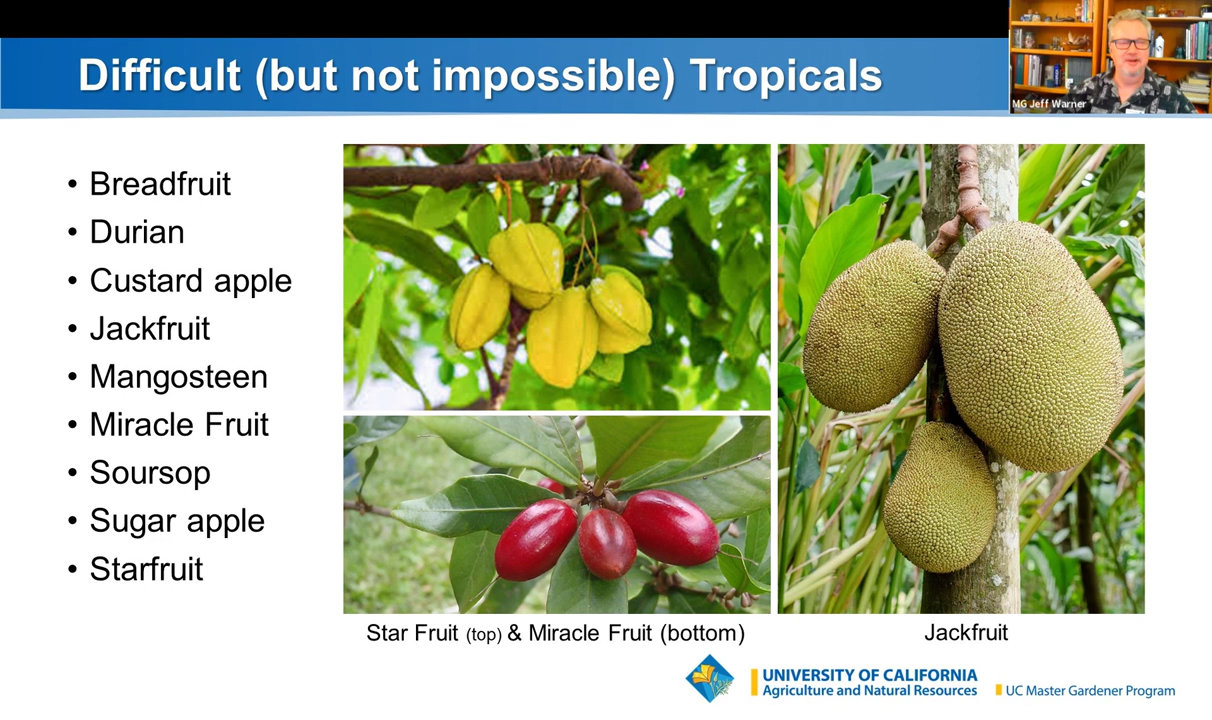 Difficult (but not impossible) Tropicals
MG Jeff Warner
• Breadfruit
• Durian
• Custard apple
• Jackfruit
• Mangosteen
• Miracle Fruit
• Soursop
• Sugar apple
• Starfruit
Star Fruit (top) & Miracle Fruit (bottom)
Jackfruit
UNIVERSITY OF CALIFORNIA
Agriculture and Natural Resources
UC Master Gardener Program